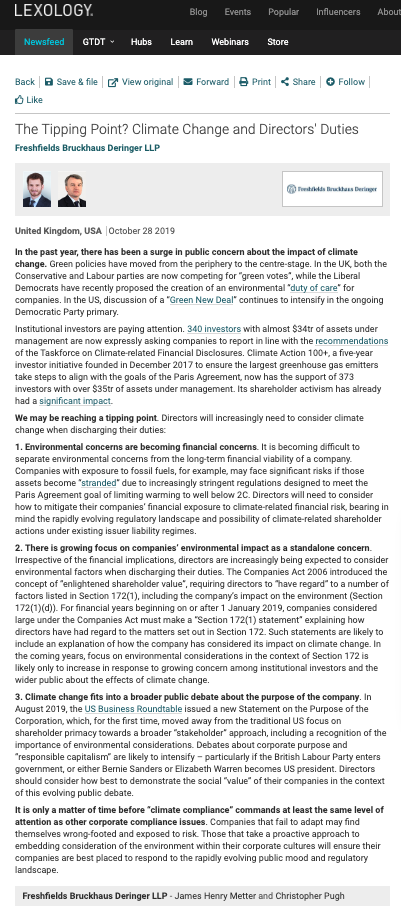 LEXOLOGY.
Blog Events Popular Influencers About
Newsfeed GTDT Hubs Learn Webinars Store
Back Save & file View original Forward Print Share Follow
Like
The Tipping Point? Climate Change and Directors' Duties
Freshfields Bruckhaus Deringer LLP
Freshfields Bruckhaus Deringer
United Kingdom, USA October 28 2019
In the past year, there has been a surge in public concern about the impact of climate
change. Green policies have moved from the periphery to the centre-stage. In the UK, both the
Conservative and Labour parties are now competing for “green votes”, while the Liberal
Democrats have recently proposed the creation of an environmental “duty of care” for
companies. In the US, discussion of a “Green New Deal” continues to intensify in the ongoing
Democratic Party primary.
Institutional investors are paying attention. 340 investors with almost $34tr of assets under
management are now expressly asking companies to report in line with the recommendations
of the Taskforce on Climate-related Financial Disclosures. Climate Action 100+, a five-year
investor initiative founded in December 2017 to ensure the largest greenhouse gas emitters
take steps to align with the goals of the Paris Agreement, now has the support of 373
investors with over $35tr of assets under management. Its shareholder activism has already
had a significant impact.
We may be reaching a tipping point. Directors will increasingly need to consider climate
change when discharging their duties:
1. Environmental concerns are becoming financial concerns. It is becoming difficult to
separate environmental concerns from the long-term financial viability of a company.
Companies with exposure to fossil fuels, for example, may face significant risks if those
assets become “stranded” due to increasingly stringent regulations designed to meet the
Paris Agreement goal of limiting warming to well below 2C. Directors will need to consider
how to mitigate their companies’ financial exposure to climate-related financial risk, bearing in
mind the rapidly evolving regulatory landscape and possibility of climate-related shareholder
actions under existing issuer liability regimes.
2. There is growing focus on companies’ environmental impact as a standalone concern.
Irrespective of the financial implications, directors are increasingly being expected to consider
environmental factors when discharging their duties. The Companies Act 2006 introduced the
concept of “enlightened shareholder value”, requiring directors to “have regard” to a number of
factors listed in Section 172(1), including the company’s impact on the environment (Section
172(1)(d)). For financial years beginning on or after 1 January 2019, companies considered
large under the Companies Act must make a “Section 172(1) statement” explaining how
directors have had regard to the matters set out in Section 172. Such statements are likely to
include an explanation of how the company has considered its impact on climate change. In
the coming years, focus on environmental considerations in the context of Section 172 is
likely only to increase in response to growing concern among institutional investors and the
wider public about the effects of climate change.
3. Climate change fits into a broader public debate about the purpose of the company. In
August 2019, the US Business Roundtable issued a new Statement on the Purpose of the
Corporation, which, for the first time, moved away from the traditional US focus on
shareholder primacy towards a broader “stakeholder” approach, including a recognition of the
importance of environmental considerations. Debates about corporate purpose and
“responsible capitalism” are likely to intensify – particularly if the British Labour Party enters
government, or either Bernie Sanders or Elizabeth Warren becomes US president. Directors
should consider how best to demonstrate the social “value” of their companies in the context
of this evolving public debate.
It is only a matter of time before “climate compliance” commands at least the same level of
attention as other corporate compliance issues. Companies that fail to adapt may find
themselves wrong-footed and exposed to risk. Those that take a proactive approach to
embedding consideration of the environment within their corporate cultures will ensure their
companies are best placed to respond to the rapidly evolving public mood and regulatory
landscape.
Freshfields Bruckhaus Deringer LLP - James Henry Metter and Christopher Pugh